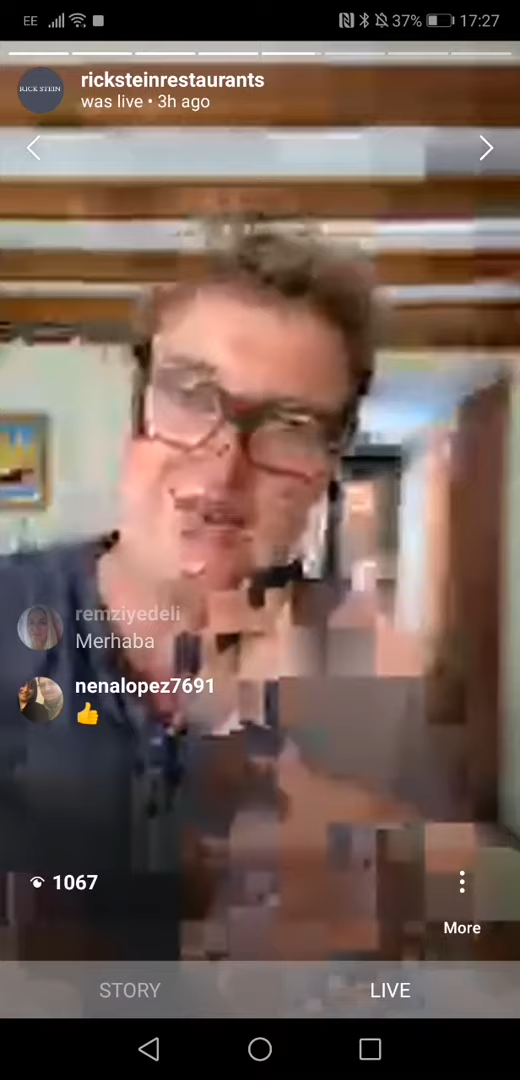 EE 37% 17:27
RICK STEIN
ricksteinrestaurants
was live • 3h ago
remziyedeli
Merhaba
nenalopez7691
👍
1067
More
STORY LIVE